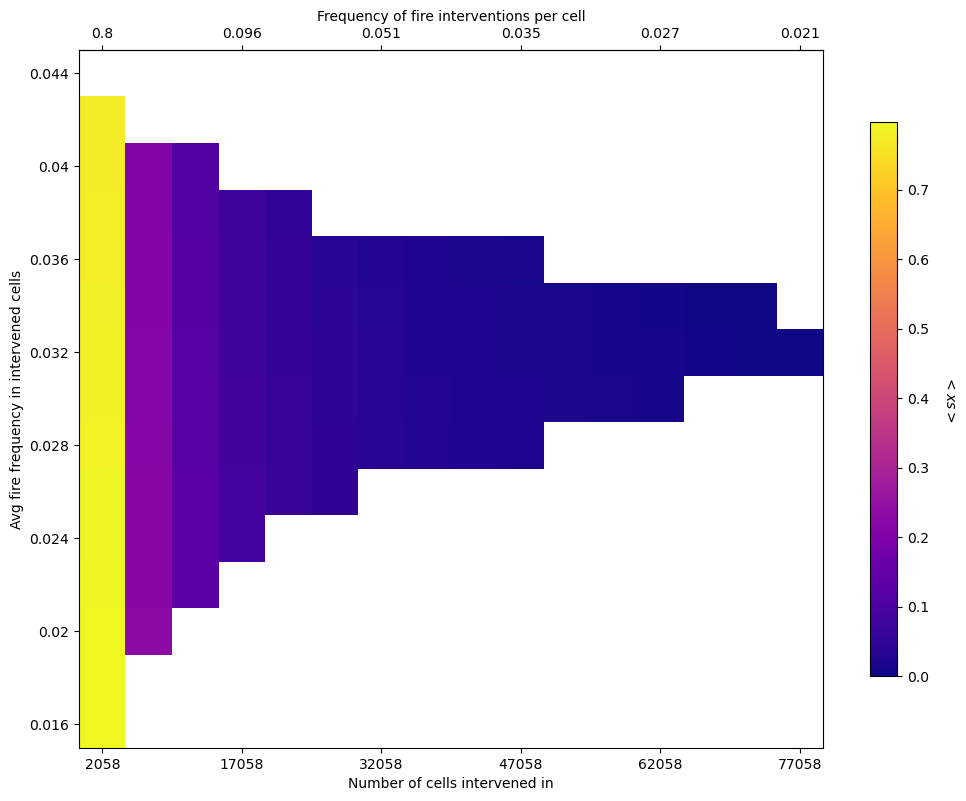 Frequency of fire interventions per cell
0.8 0.096 0.051 0.035 0.027 0.021
0.044
0.04
0.036
0.032
0.028
0.024
0.02
0.016
Avg fire frequency in intervened cells
2058 17058 32058 47058 62058 77058
Number of cells intervened in
0.7
0.6
0.5
0.4
0.3
0.2
0.1
0.0
<xs>